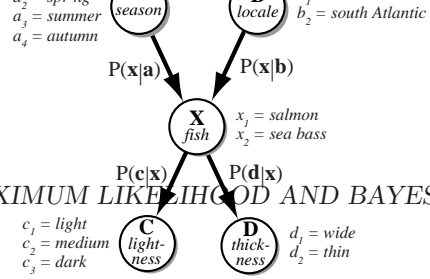 season
locale
b₂ = south Atlantic
a₃ = summer
a₄ = autumn
P(x|a)
P(x|b)
X
fish
x₁ = salmon
x₂ = sea bass
P(c|x)
P(d|x)
XIMUM LIKELIHOOD AND BAYES
c₁ = light
c₂ = medium
c₃ = dark
C
light-
ness
D
thick-
ness
d₁ = wide
d₂ = thin